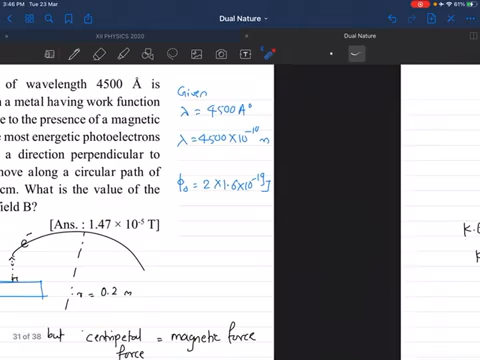 3:46 PM Tue 23 Mar
61%
Dual Nature
XII PHYSICS 2020
Dual Nature
of wavelength 4500 Å is
n a metal having work function
e to the presence of a magnetic
e most energetic photoelectrons
a direction perpendicular to
move along a circular path of
cm. What is the value of the
field B?
[Ans. : 1.47 × 10⁻⁵ T]
Given
λ = 4500 A°
λ = 4500 × 10⁻¹⁰ m
ϕ₀ = 2 × 1.6 × 10⁻¹⁹ J
e⁻
r = 0.2 m
31 of 38
but centripetal = magnetic force
force
K.E
K